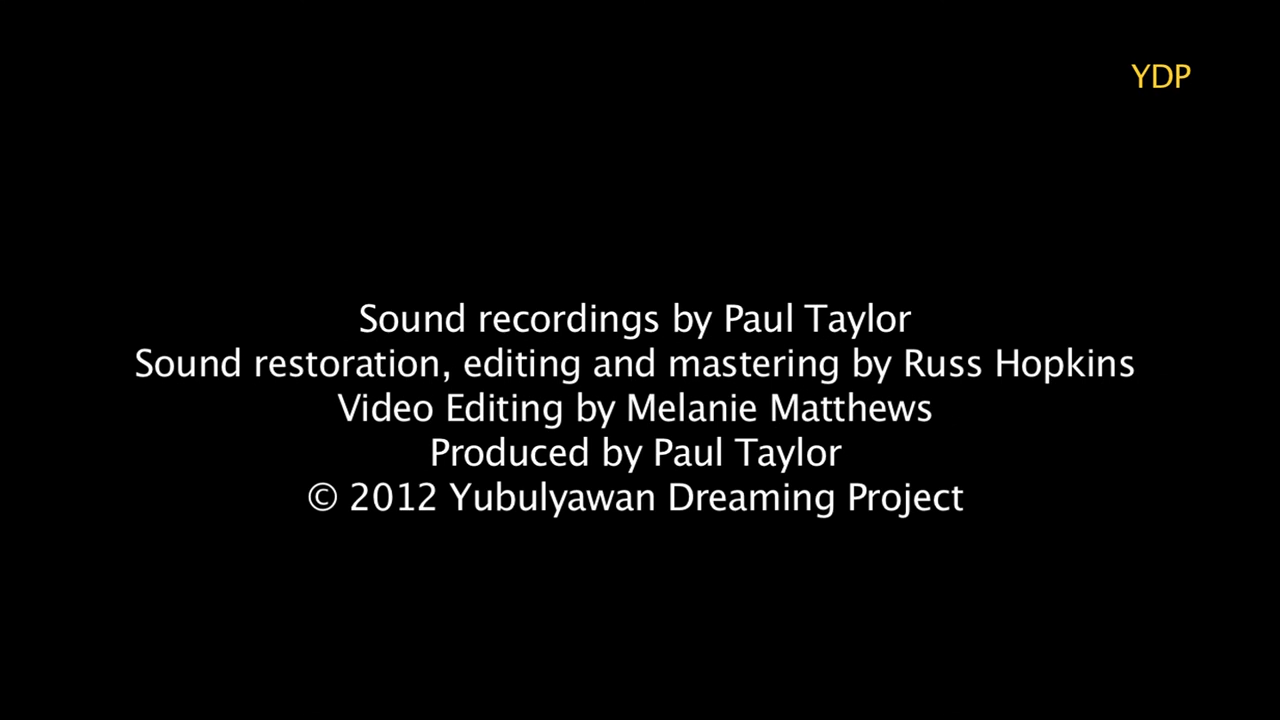 YDP
Sound recordings by Paul Taylor
Sound restoration, editing and mastering by Russ Hopkins
Video Editing by Melanie Matthews
Produced by Paul Taylor
© 2012 Yubulyawan Dreaming Project